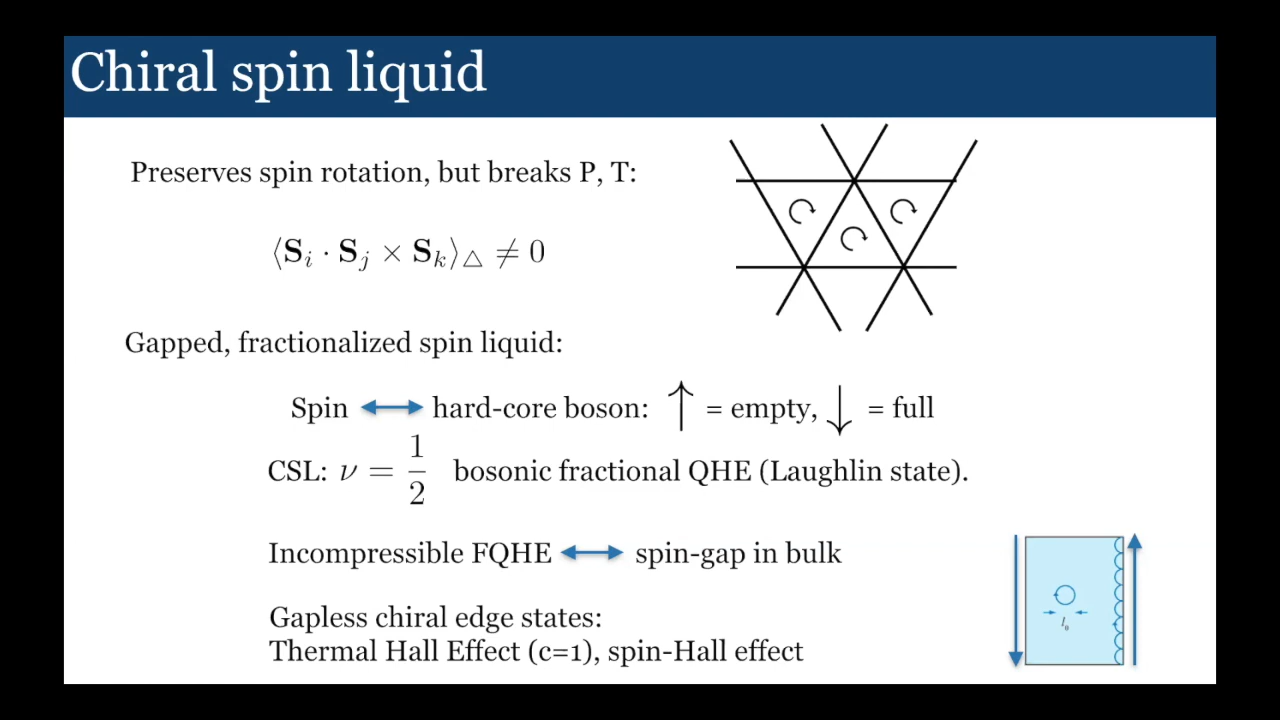 Chiral spin liquid
Preserves spin rotation, but breaks P, T:
⟨S_i · S_j × S_k⟩_△ ≠ 0
Gapped, fractionalized spin liquid:
Spin ↔ hard-core boson: ↑ = empty, ↓ = full
CSL: ν = 1/2 bosonic fractional QHE (Laughlin state).
Incompressible FQHE ↔ spin-gap in bulk
Gapless chiral edge states:
Thermal Hall Effect (c=1), spin-Hall effect
l_0